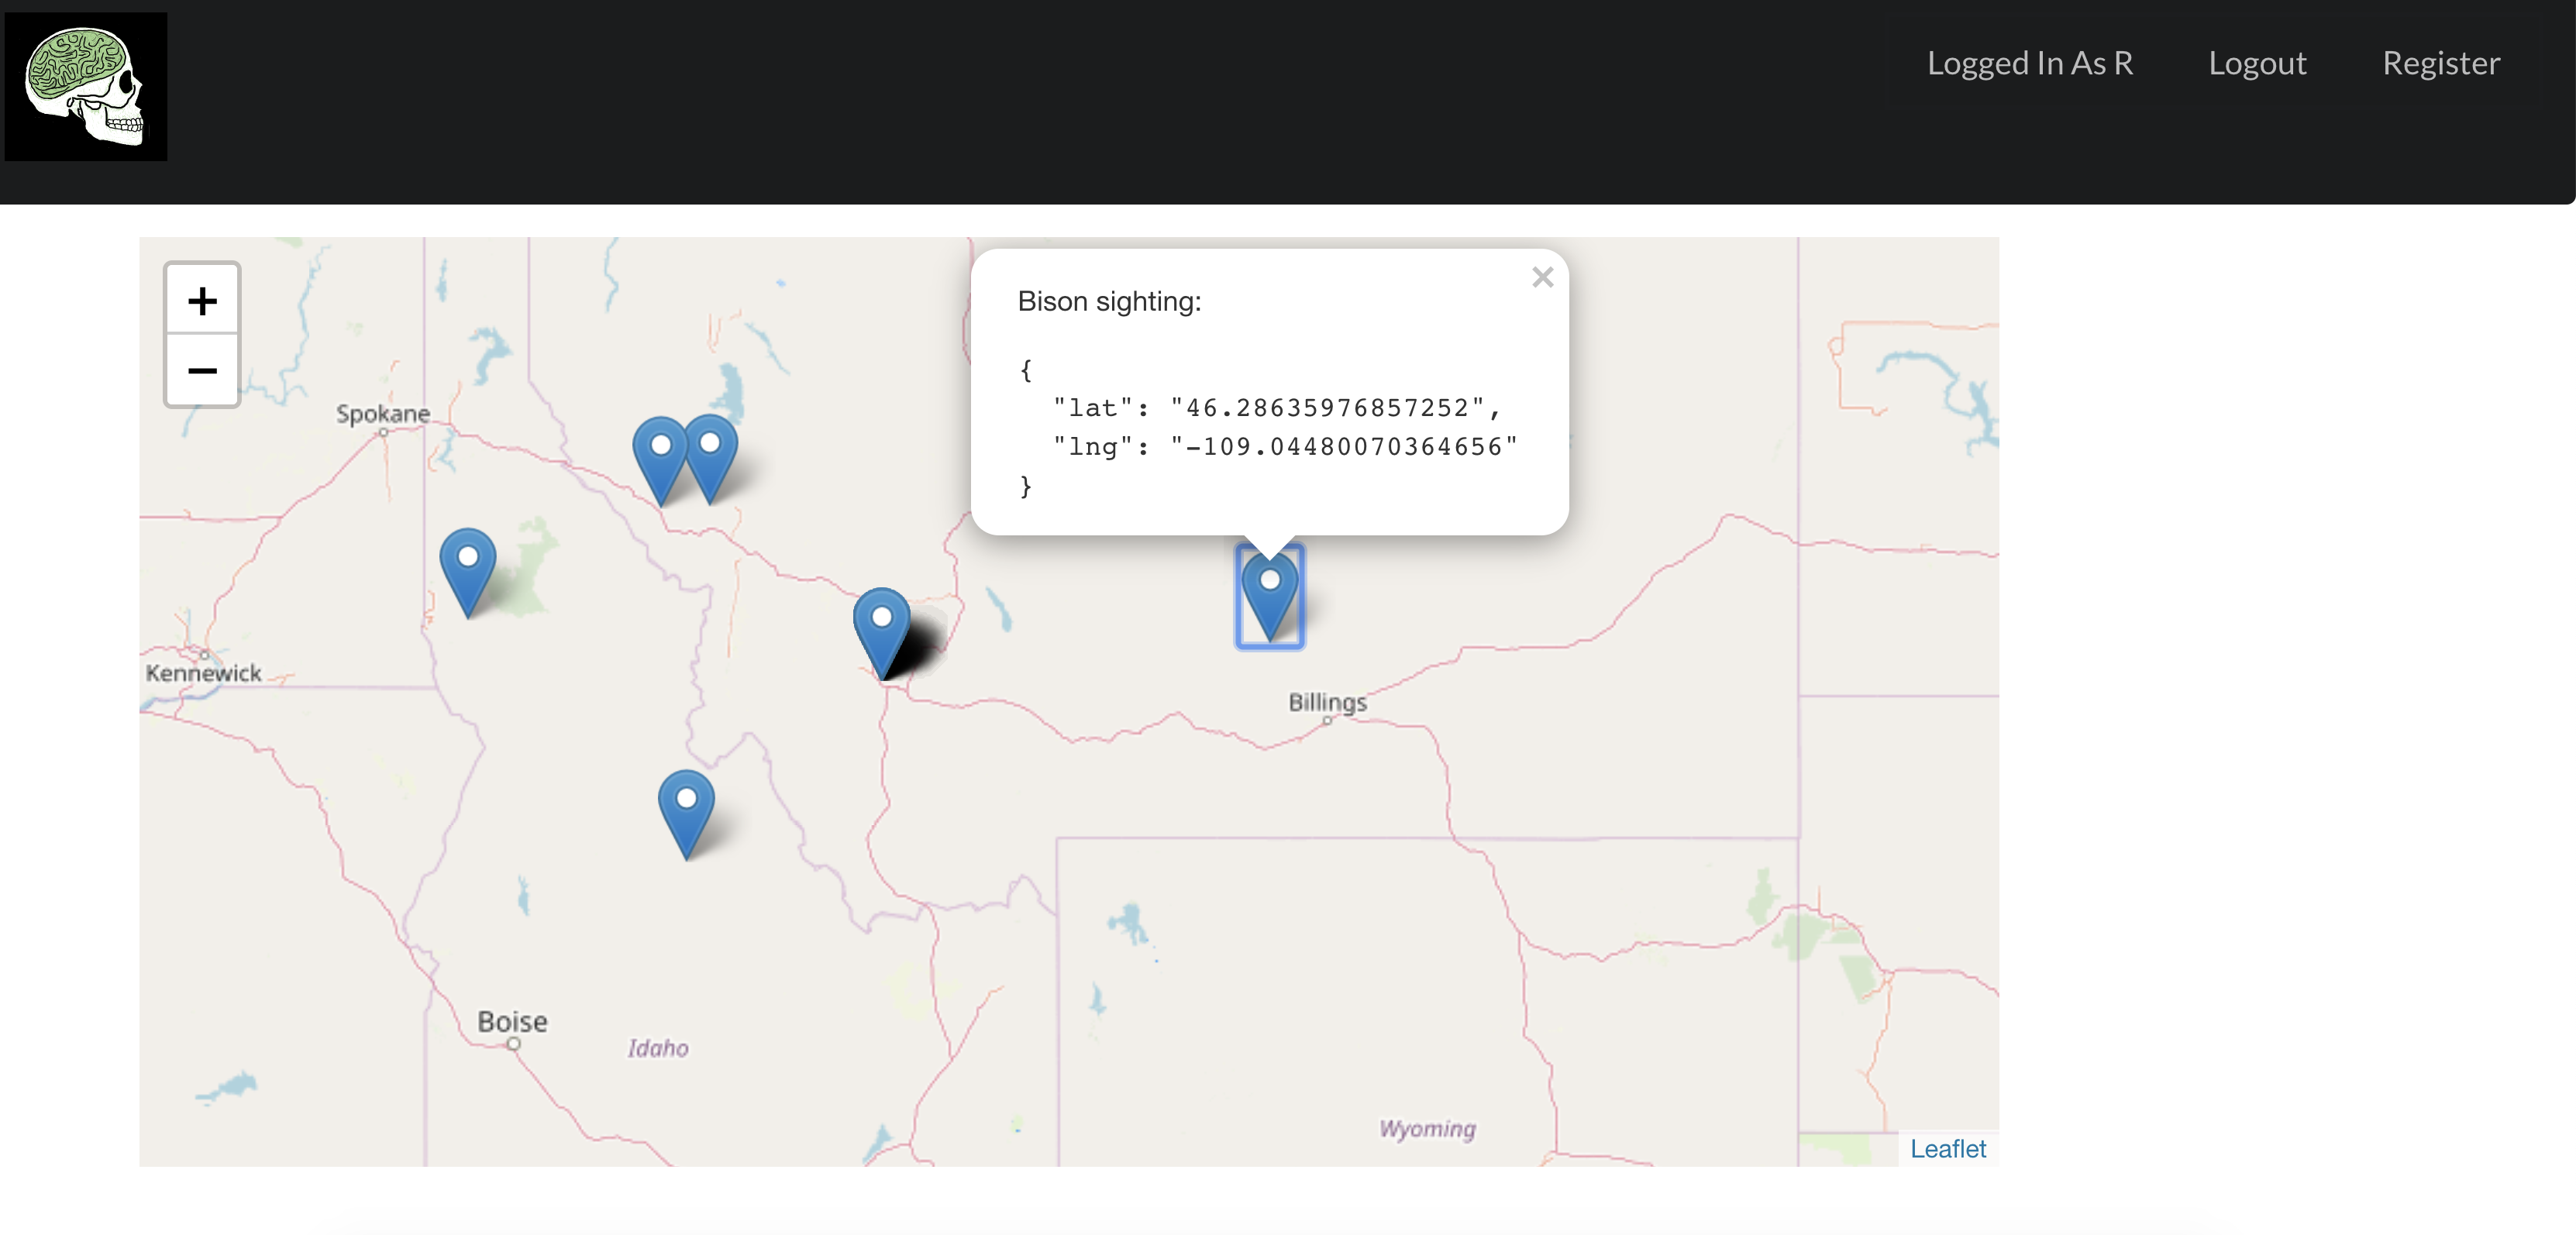 Logged In As R
Logout
Register
+
−
Bison sighting:
×
{
"lat": "46.28635976857252",
"lng": "-109.04480070364656"
}
Spokane
Kennewick
Billings
Boise
Idaho
Wyoming
Leaflet